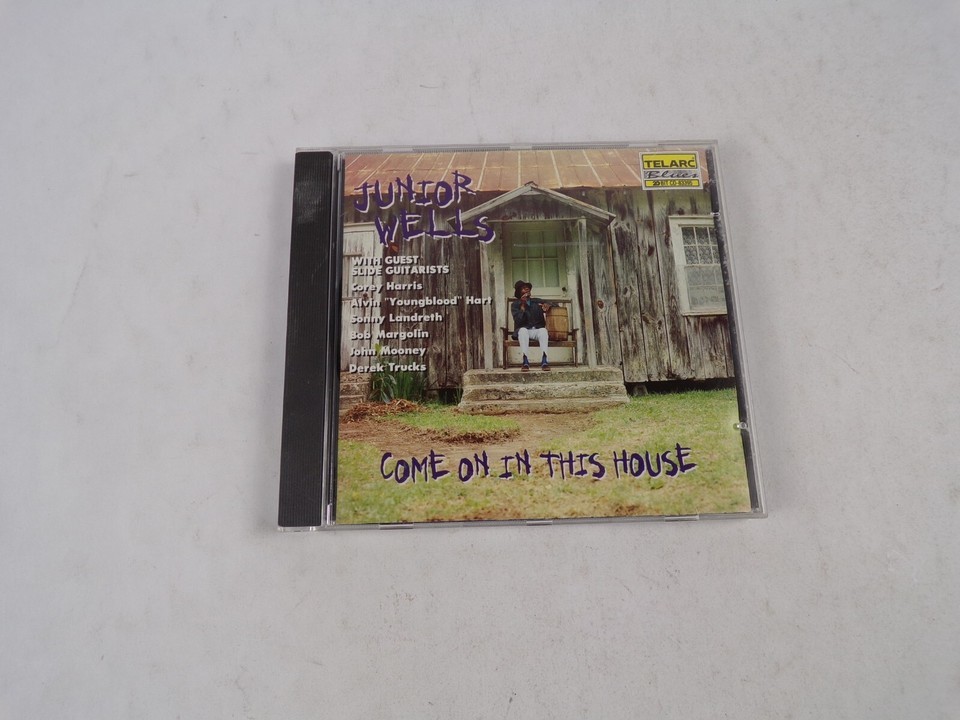 JUNIOR
WELLS
TELARC
Blues
WITH GUEST
SLIDE GUITARISTS
Corey Harris
Alvin "Youngblood" Hart
Sonny Landreth
Bob Margolin
John Mooney
Derek Trucks
COME ON IN THIS HOUSE